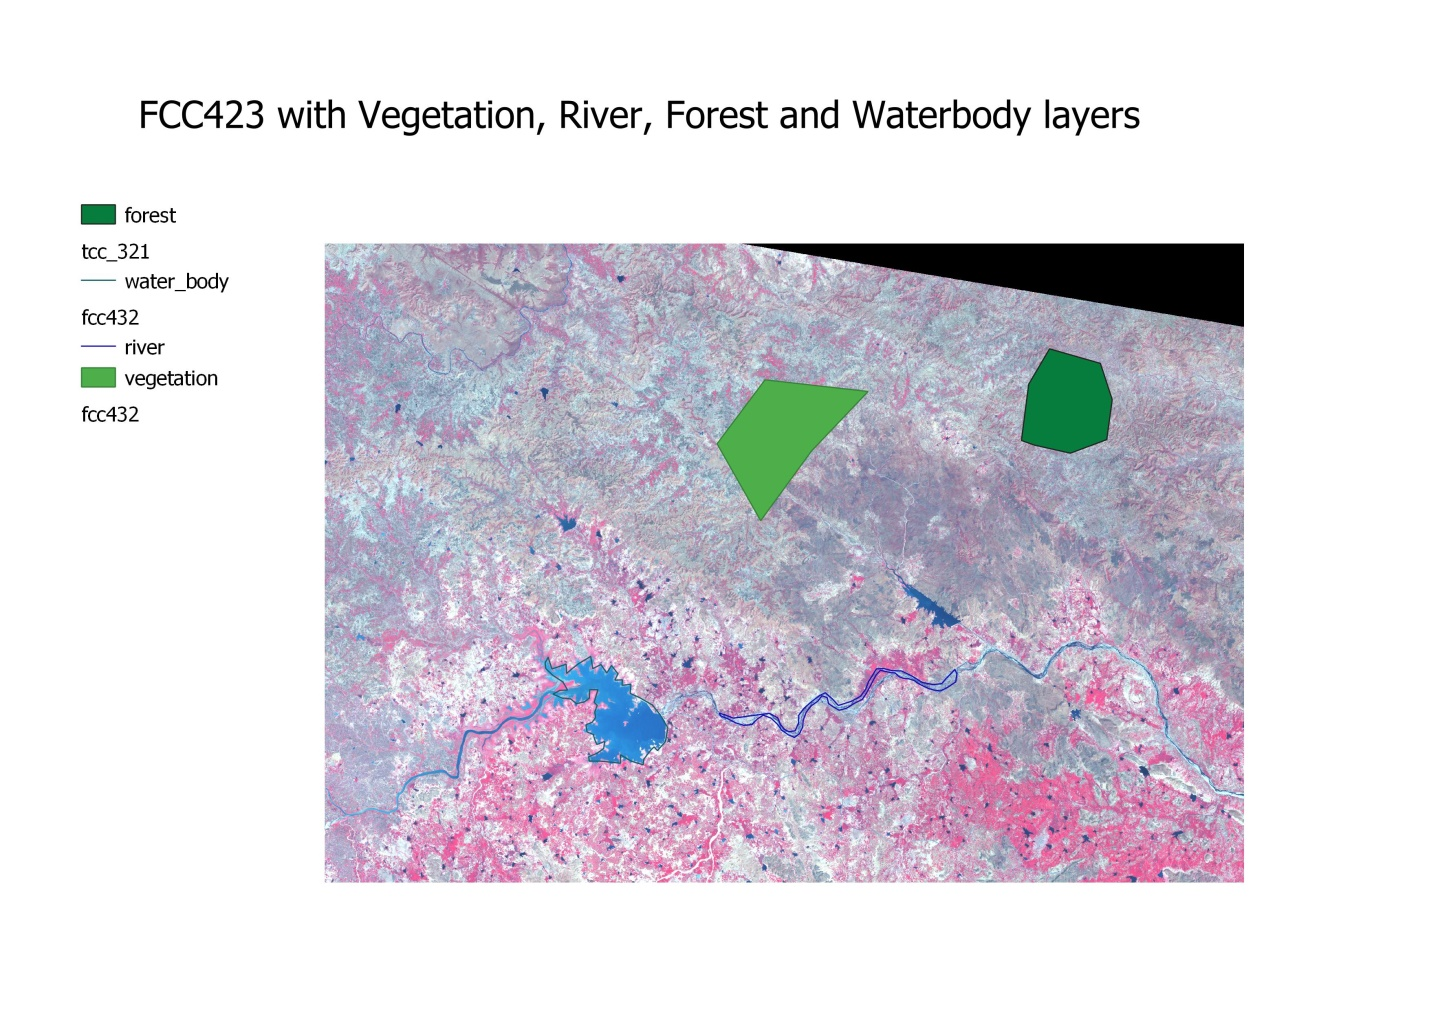 FCC423 with Vegetation, River, Forest and Waterbody layers
forest
tcc_321
water_body
fcc432
river
vegetation
fcc432